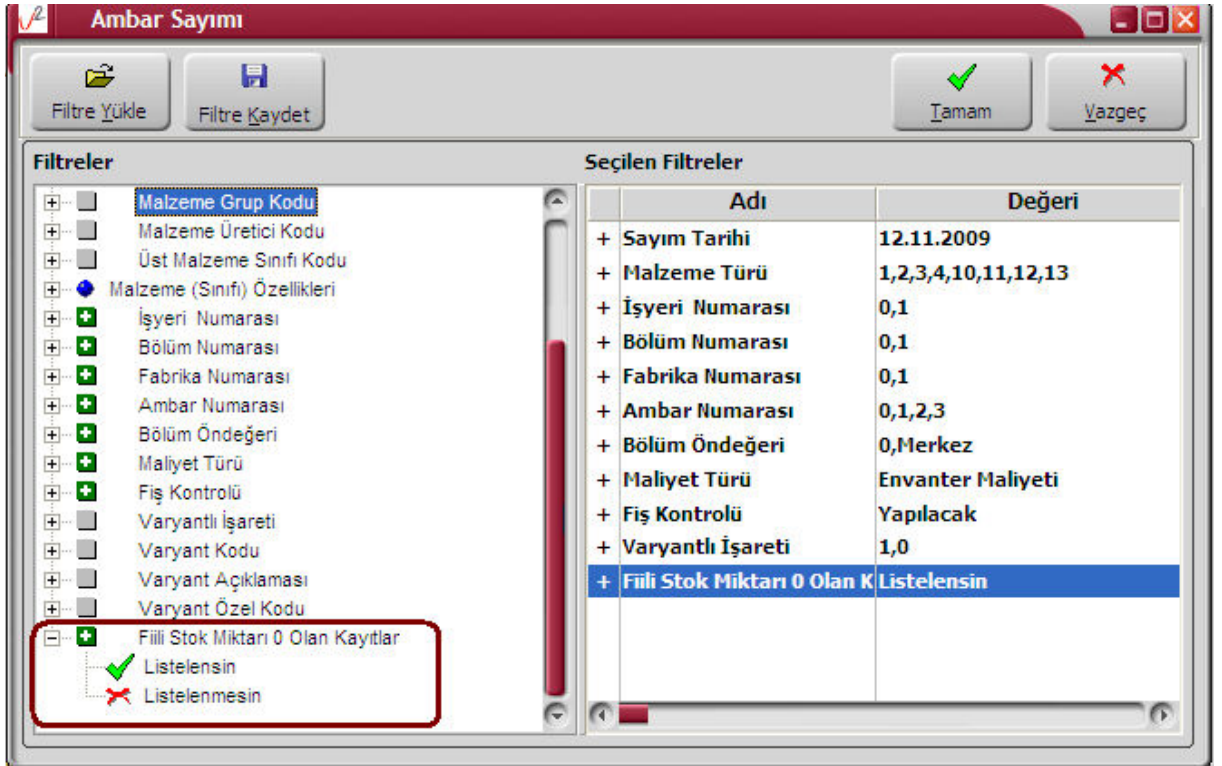 Ambar Sayımı
Filtre Yükle
Filtre Kaydet
Tamam
Vazgeç
Filtreler
Malzeme Grup Kodu
Malzeme Üretici Kodu
Üst Malzeme Sınıfı Kodu
Malzeme (Sınıfı) Özellikleri
İşyeri Numarası
Bölüm Numarası
Fabrika Numarası
Ambar Numarası
Bölüm Öndeğeri
Maliyet Türü
Fiş Kontrolü
Varyantlı İşareti
Varyant Kodu
Varyant Açıklaması
Varyant Özel Kodu
Fiili Stok Miktarı 0 Olan Kayıtlar
Listelensin
Listelenmesin
Seçilen Filtreler
Adı Değeri
+ Sayım Tarihi 12.11.2009
+ Malzeme Türü 1,2,3,4,10,11,12,13
+ İşyeri Numarası 0,1
+ Bölüm Numarası 0,1
+ Fabrika Numarası 0,1
+ Ambar Numarası 0,1,2,3
+ Bölüm Öndeğeri 0,Merkez
+ Maliyet Türü Envanter Maliyeti
+ Fiş Kontrolü Yapılacak
+ Varyantlı İşareti 1,0
+ Fiili Stok Miktarı 0 Olan K Listelensin